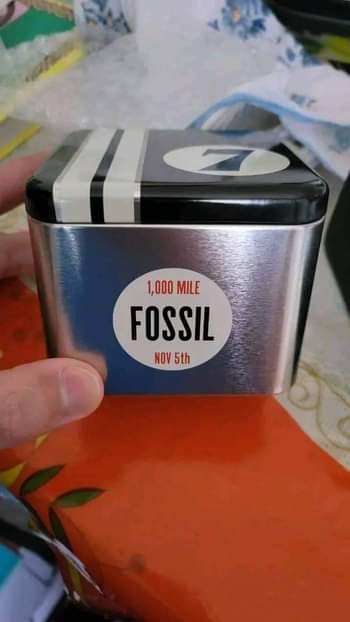 7
1,000 MILE
FOSSIL
NOV 5th